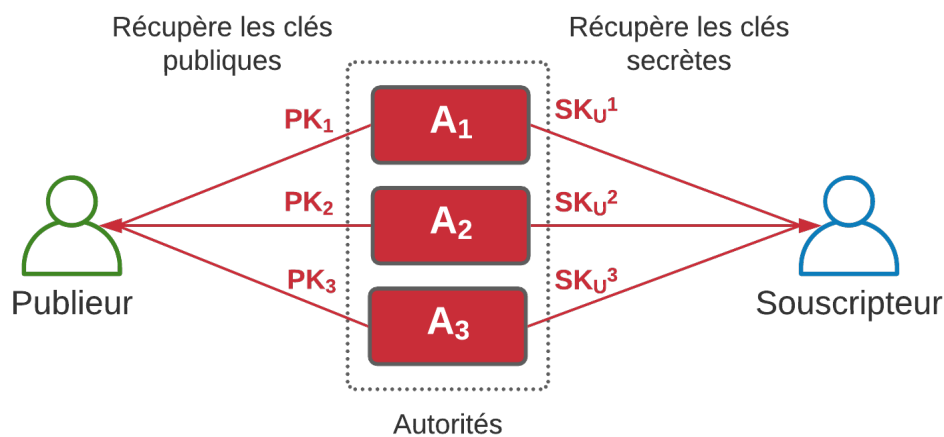 Récupère les clés
publiques
Récupère les clés
secrètes
PK₁
A₁
SKᵤ¹
PK₂
A₂
SKᵤ²
PK₃
A₃
SKᵤ³
Publieur
Souscripteur
Autorités